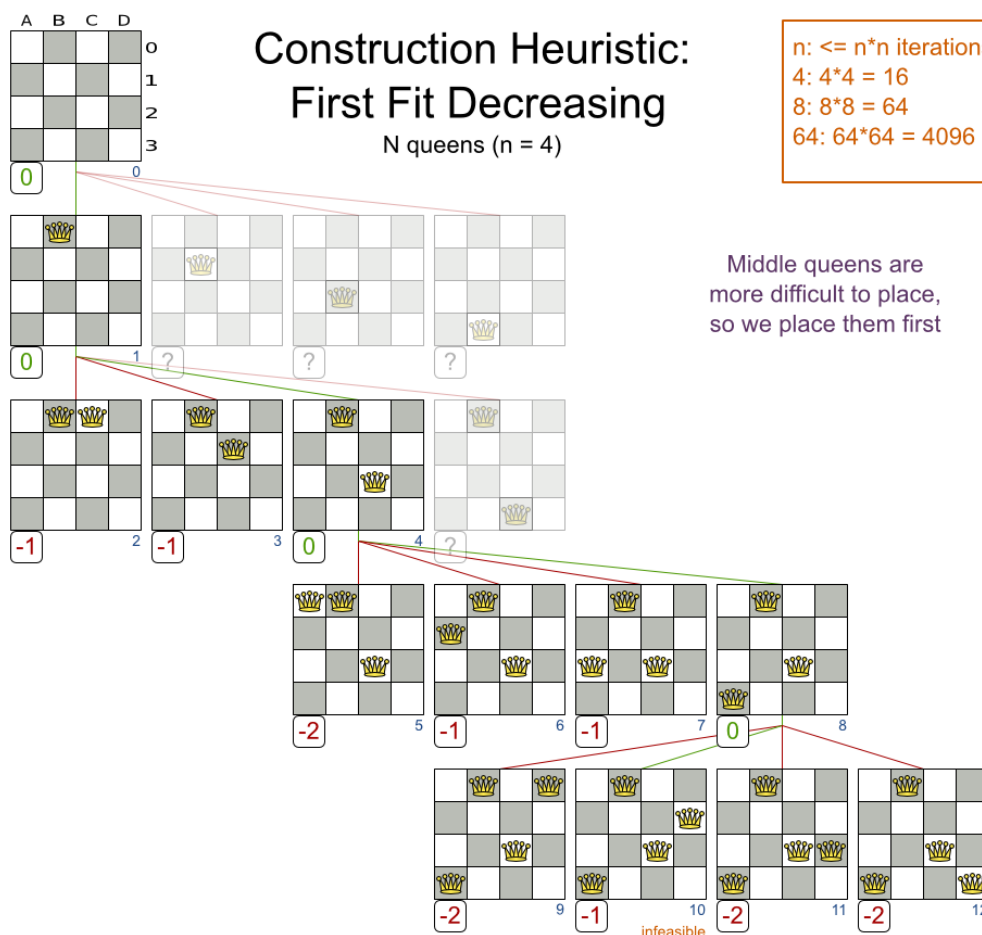 A B C D
Construction Heuristic:
First Fit Decreasing
N queens (n = 4)
n: <= n*n iteration
4: 4*4 = 16
8: 8*8 = 64
64: 64*64 = 4096
0
1
2
3
0 0
Middle queens are
more difficult to place,
so we place them first
0 1 ? ? ?
-1 2 -1 3 0 4 ?
-2 5 -1 6 -1 7 0 8
-2 9 -1 10 -2 11 -2 12
infeasible